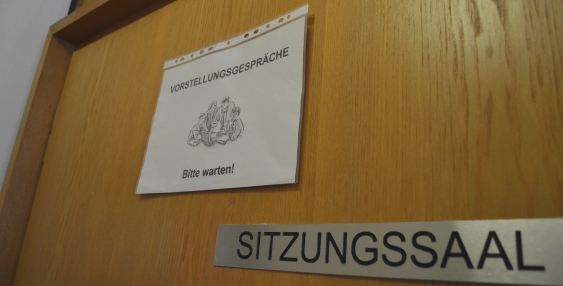 VORSTELLUNGSGESPRÄCHE
Bitte warten!
SITZUNGSSAAL